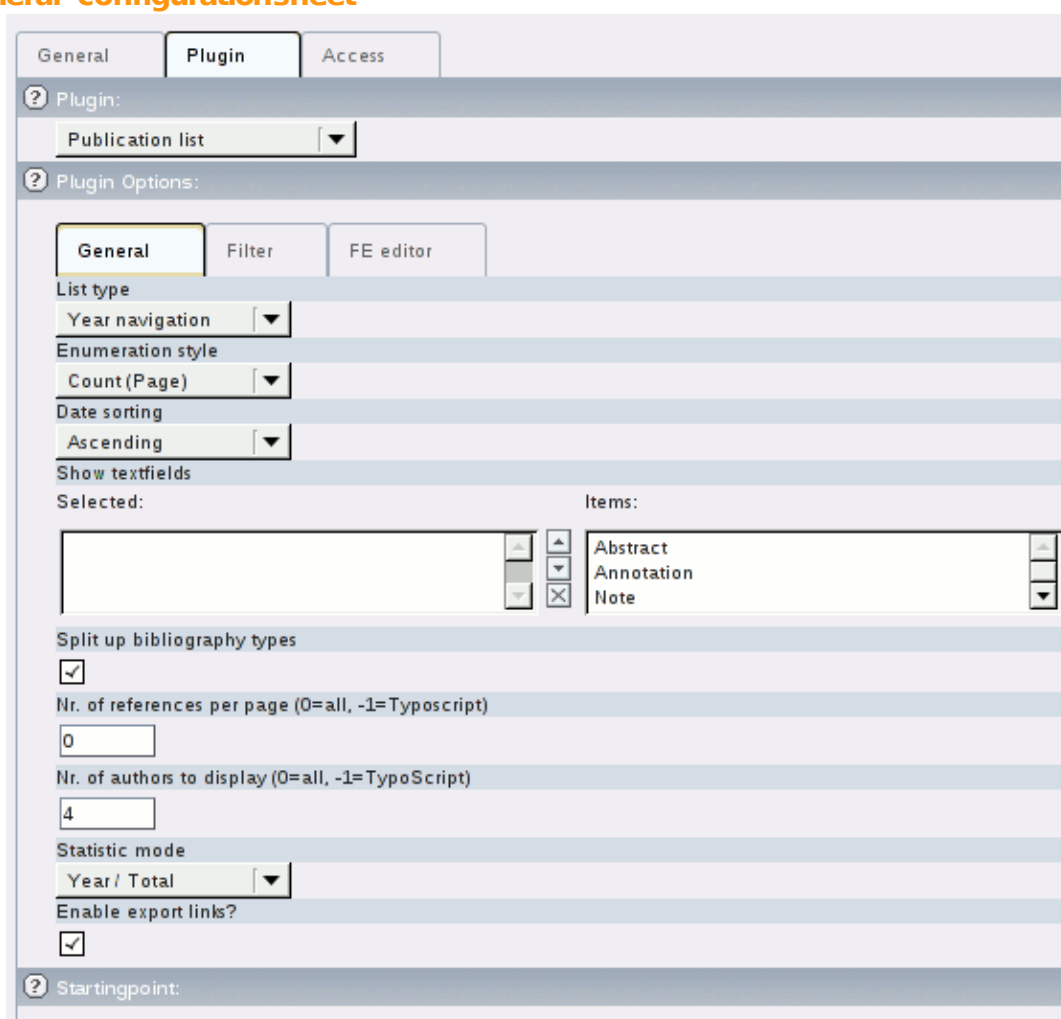 General Plugin Access
Plugin:
Publication list
Plugin Options:
General Filter FE editor
List type
Year navigation
Enumeration style
Count (Page)
Date sorting
Ascending
Show textfields
Selected: Items:
Abstract
Annotation
Note
Split up bibliography types
Nr. of references per page (0=all, -1=Typoscript)
0
Nr. of authors to display (0=all, -1=TypoScript)
4
Statistic mode
Year / Total
Enable export links?
Startingpoint: